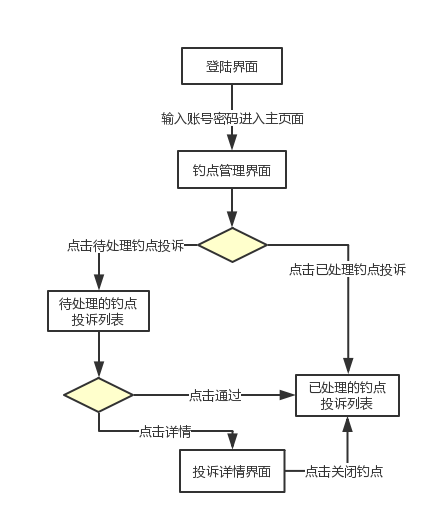 登陆界面
输入账号密码进入主页面
钓点管理界面
点击待处理钓点投诉
点击已处理钓点投诉
待处理的钓点
投诉列表
点击通过
已处理的钓点
投诉列表
点击详情
投诉详情界面
点击关闭钓点